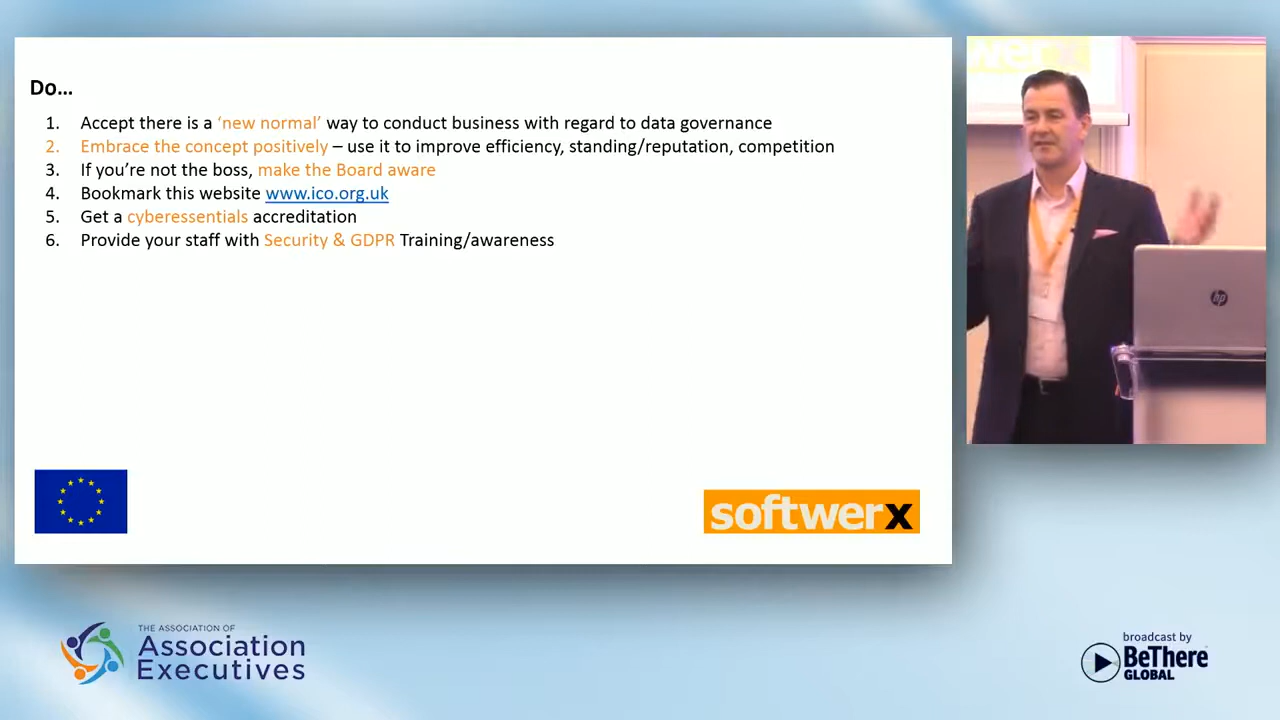 Do...
1. Accept there is a ‘new normal’ way to conduct business with regard to data governance
2. Embrace the concept positively – use it to improve efficiency, standing/reputation, competition
3. If you’re not the boss, make the Board aware
4. Bookmark this website www.ico.org.uk
5. Get a cyberessentials accreditation
6. Provide your staff with Security & GDPR Training/awareness
softwerx
werx
hp
THE ASSOCIATION OF
Association
Executives
broadcast by
BeThere
GLOBAL